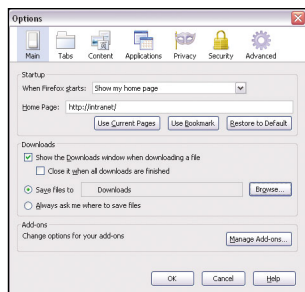 Options
Main Tabs Content Applications Privacy Security Advanced
Startup
When Firefox starts: Show my home page
Home Page: http://intranet/
Use Current Pages Use Bookmark Restore to Default
Downloads
Show the Downloads window when downloading a file
Close it when all downloads are finished
Save files to Downloads Browse...
Always ask me where to save files
Add-ons
Change options for your add-ons
Manage Add-ons...
OK Cancel Help